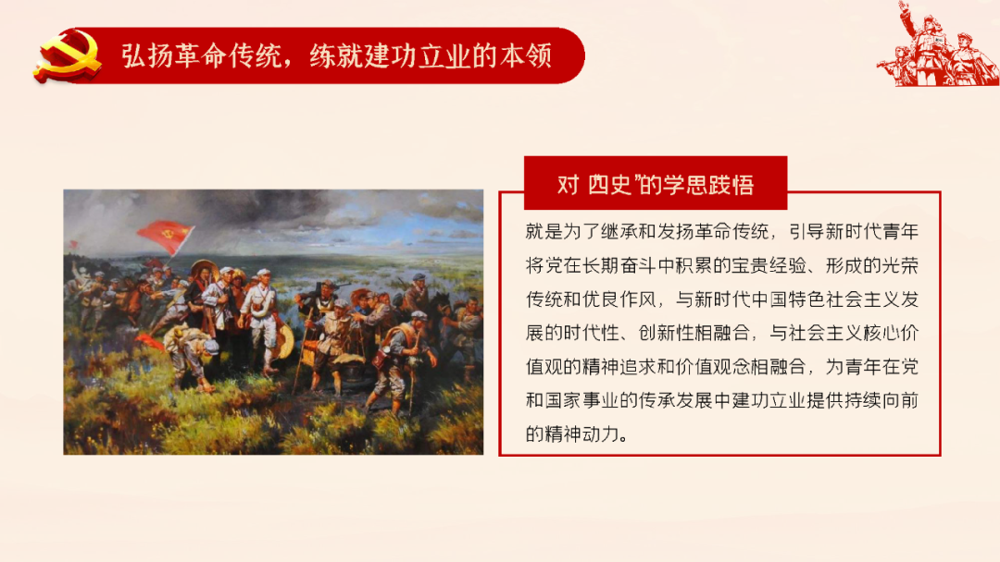 弘扬革命传统，练就建功立业的本领
对“四史”的学思践悟
就是为了继承和发扬革命传统，引导新时代青年
将党在长期奋斗中积累的宝贵经验、形成的光荣
传统和优良作风，与新时代中国特色社会主义发
展的时代性、创新性相融合，与社会主义核心价
值观的精神追求和价值观念相融合，为青年在党
和国家事业的传承发展中建功立业提供持续向前
的精神动力。